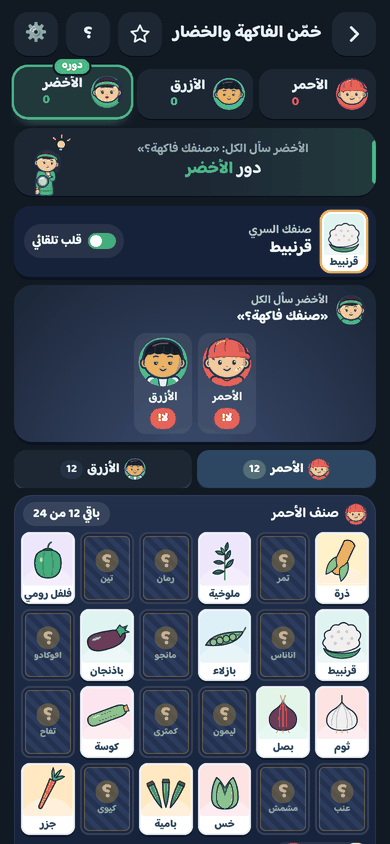 خمّن الفاكهة والخضار
؟
الأحمر
0
الأزرق
0
دوره
الأخضر
0
الأخضر سأل الكل: «صنفك فاكهة؟»
دور الأخضر
صنفك السري
قرنبيط
قرنبيط
قلب تلقائي
الأخضر سأل الكل
«صنفك فاكهة؟»
الأحمر
الأزرق
لا!
لا!
الأحمر 12
الأزرق 12
صنف الأحمر
باقي 12 من 24
ذرة
؟ تمر
ملوخية
؟ رمان
؟ تين
فلفل رومي
قرنبيط
؟ اناناس
بازلاء
؟ مانجو
باذنجان
؟ افوكادو
ثوم
بصل
؟ ليمون
؟ كمثرى
كوسة
؟ تفاح
؟ عنب
؟ مشمش
خس
بامية
؟ كيوي
جزر